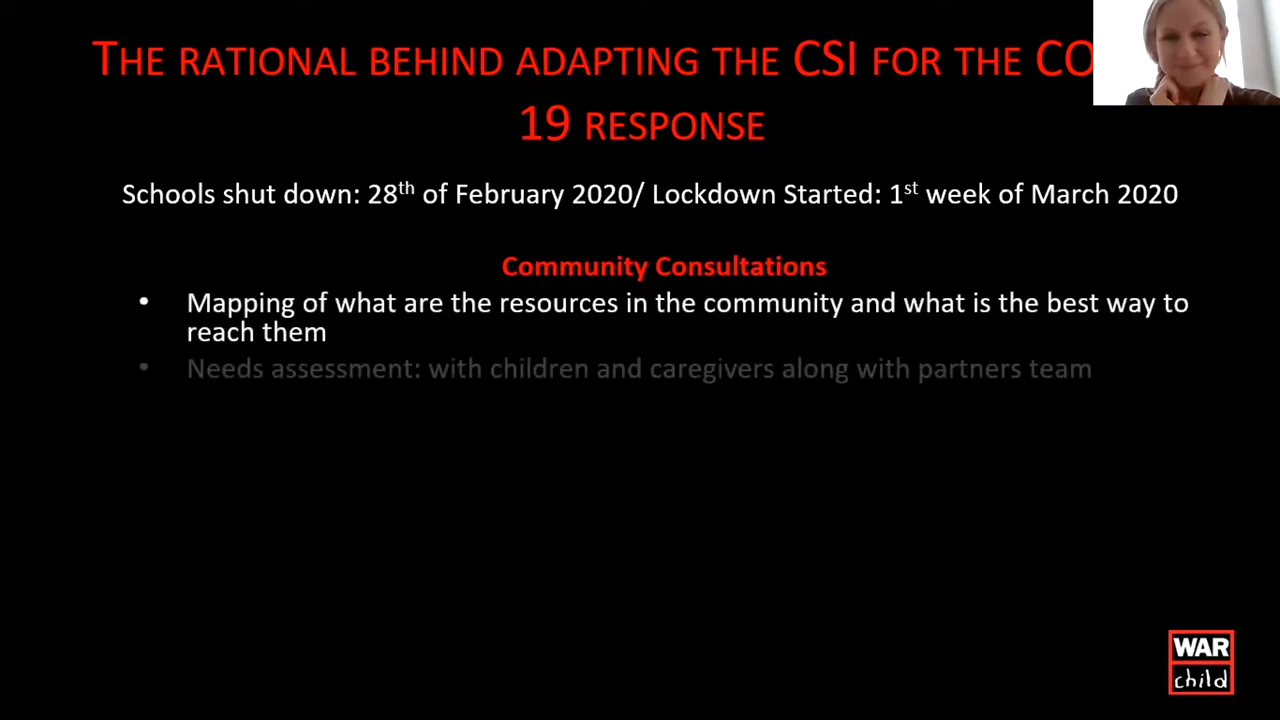 THE RATIONAL BEHIND ADAPTING THE CSI FOR THE CO
19 RESPONSE
Schools shut down: 28th of February 2020/ Lockdown Started: 1st week of March 2020
Community Consultations
• Mapping of what are the resources in the community and what is the best way to
reach them
• Needs assessment: with children and caregivers along with partners team
WAR
child